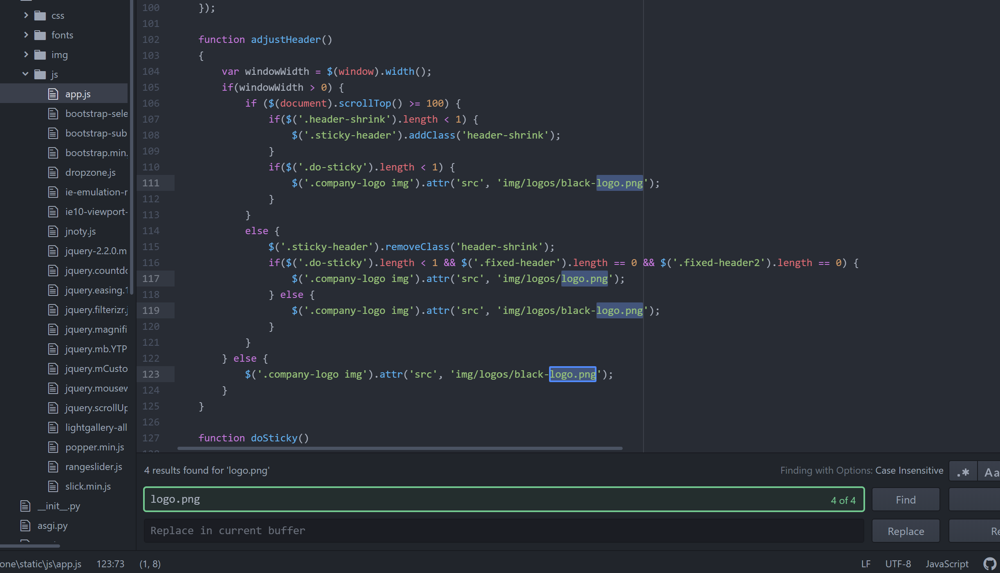 css
fonts
img
js
app.js
bootstrap-sele
bootstrap-sub
bootstrap.min.
dropzone.js
ie-emulation-r
ie10-viewport-
jnoty.js
jquery-2.2.0.m
jquery.countdo
jquery.easing.1
jquery.filterizr.j
jquery.magnifi
jquery.mb.YTP
jquery.mCusto
jquery.mousew
jquery.scrollUp
lightgallery-all
popper.min.js
rangeslider.js
slick.min.js
__init__.py
asgi.py
100 });
101
102 function adjustHeader()
103 {
104 var windowWidth = $(window).width();
105 if(windowWidth > 0) {
106 if ($(document).scrollTop() >= 100) {
107 if($('.header-shrink').length < 1) {
108 $('.sticky-header').addClass('header-shrink');
109 }
110 if($('.do-sticky').length < 1) {
111 $('.company-logo img').attr('src', 'img/logos/black-logo.png');
112 }
113 }
114 else {
115 $('.sticky-header').removeClass('header-shrink');
116 if($('.do-sticky').length < 1 && $('.fixed-header').length == 0 && $('.fixed-header2').length == 0) {
117 $('.company-logo img').attr('src', 'img/logos/logo.png');
118 } else {
119 $('.company-logo img').attr('src', 'img/logos/black-logo.png');
120 }
121 }
122 } else {
123 $('.company-logo img').attr('src', 'img/logos/black-logo.png');
124 }
125 }
126
127 function doSticky()
4 results found for 'logo.png'
Finding with Options: Case Insensitive
.* Aa
logo.png 4 of 4
Find
Replace in current buffer
Replace
Re
one\static\js\app.js 123:73 (1, 8)
LF UTF-8 JavaScript